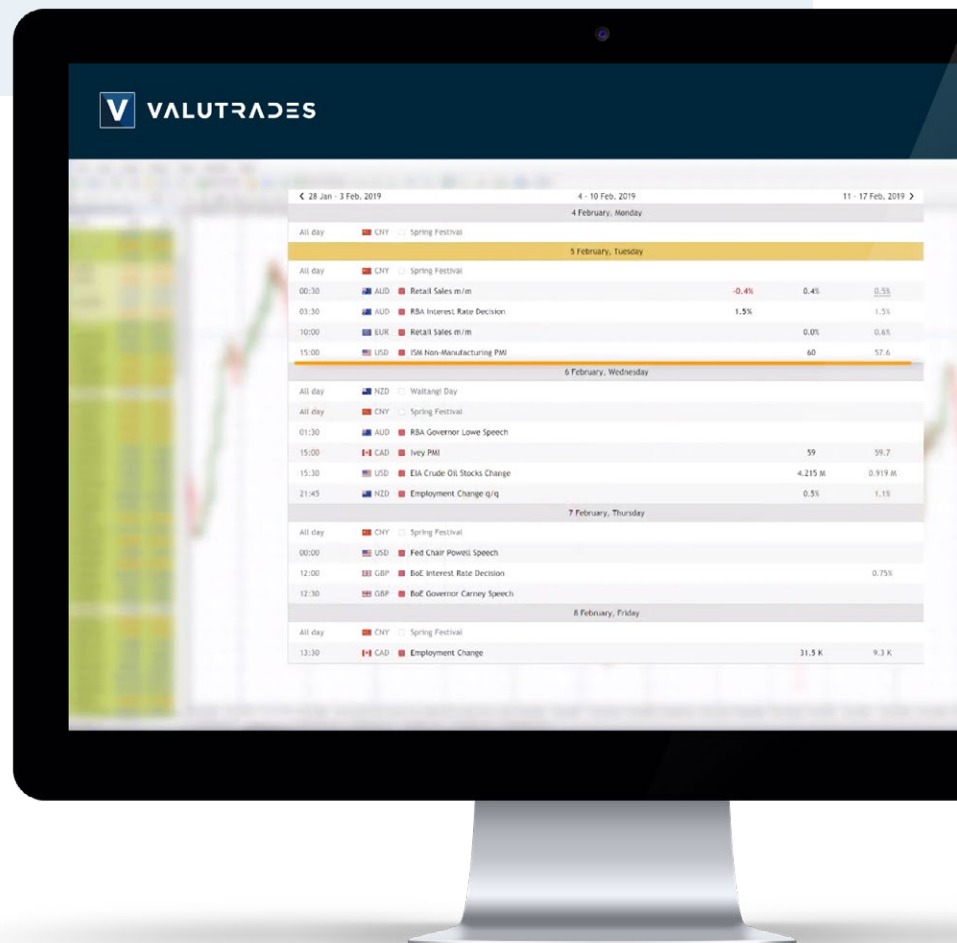 V VALUTRADES
< 28 Jan - 3 Feb, 2019 4 - 10 Feb, 2019 11 - 17 Feb, 2019 >
4 February, Monday
All day CNY Spring Festival
5 February, Tuesday
All day CNY Spring Festival
00:30 AUD Retail Sales m/m -0.4% 0.4% 0.5%
03:30 AUD RBA Interest Rate Decision 1.5% 1.5%
10:00 EUR Retail Sales m/m 0.0% 0.6%
15:00 USD ISM Non-Manufacturing PMI 60 57.6
6 February, Wednesday
All day NZD Waitangi Day
All day CNY Spring Festival
01:30 AUD RBA Governor Lowe Speech
15:00 CAD Ivey PMI 59 59.7
15:30 USD EIA Crude Oil Stocks Change 4.215 M 0.919 M
21:45 NZD Employment Change q/q 0.5% 1.1%
7 February, Thursday
All day CNY Spring Festival
00:00 USD Fed Chair Powell Speech
12:00 GBP BoE Interest Rate Decision 0.75%
12:30 GBP BoE Governor Carney Speech
8 February, Friday
All day CNY Spring Festival
13:30 CAD Employment Change 31.5 K 9.3 K